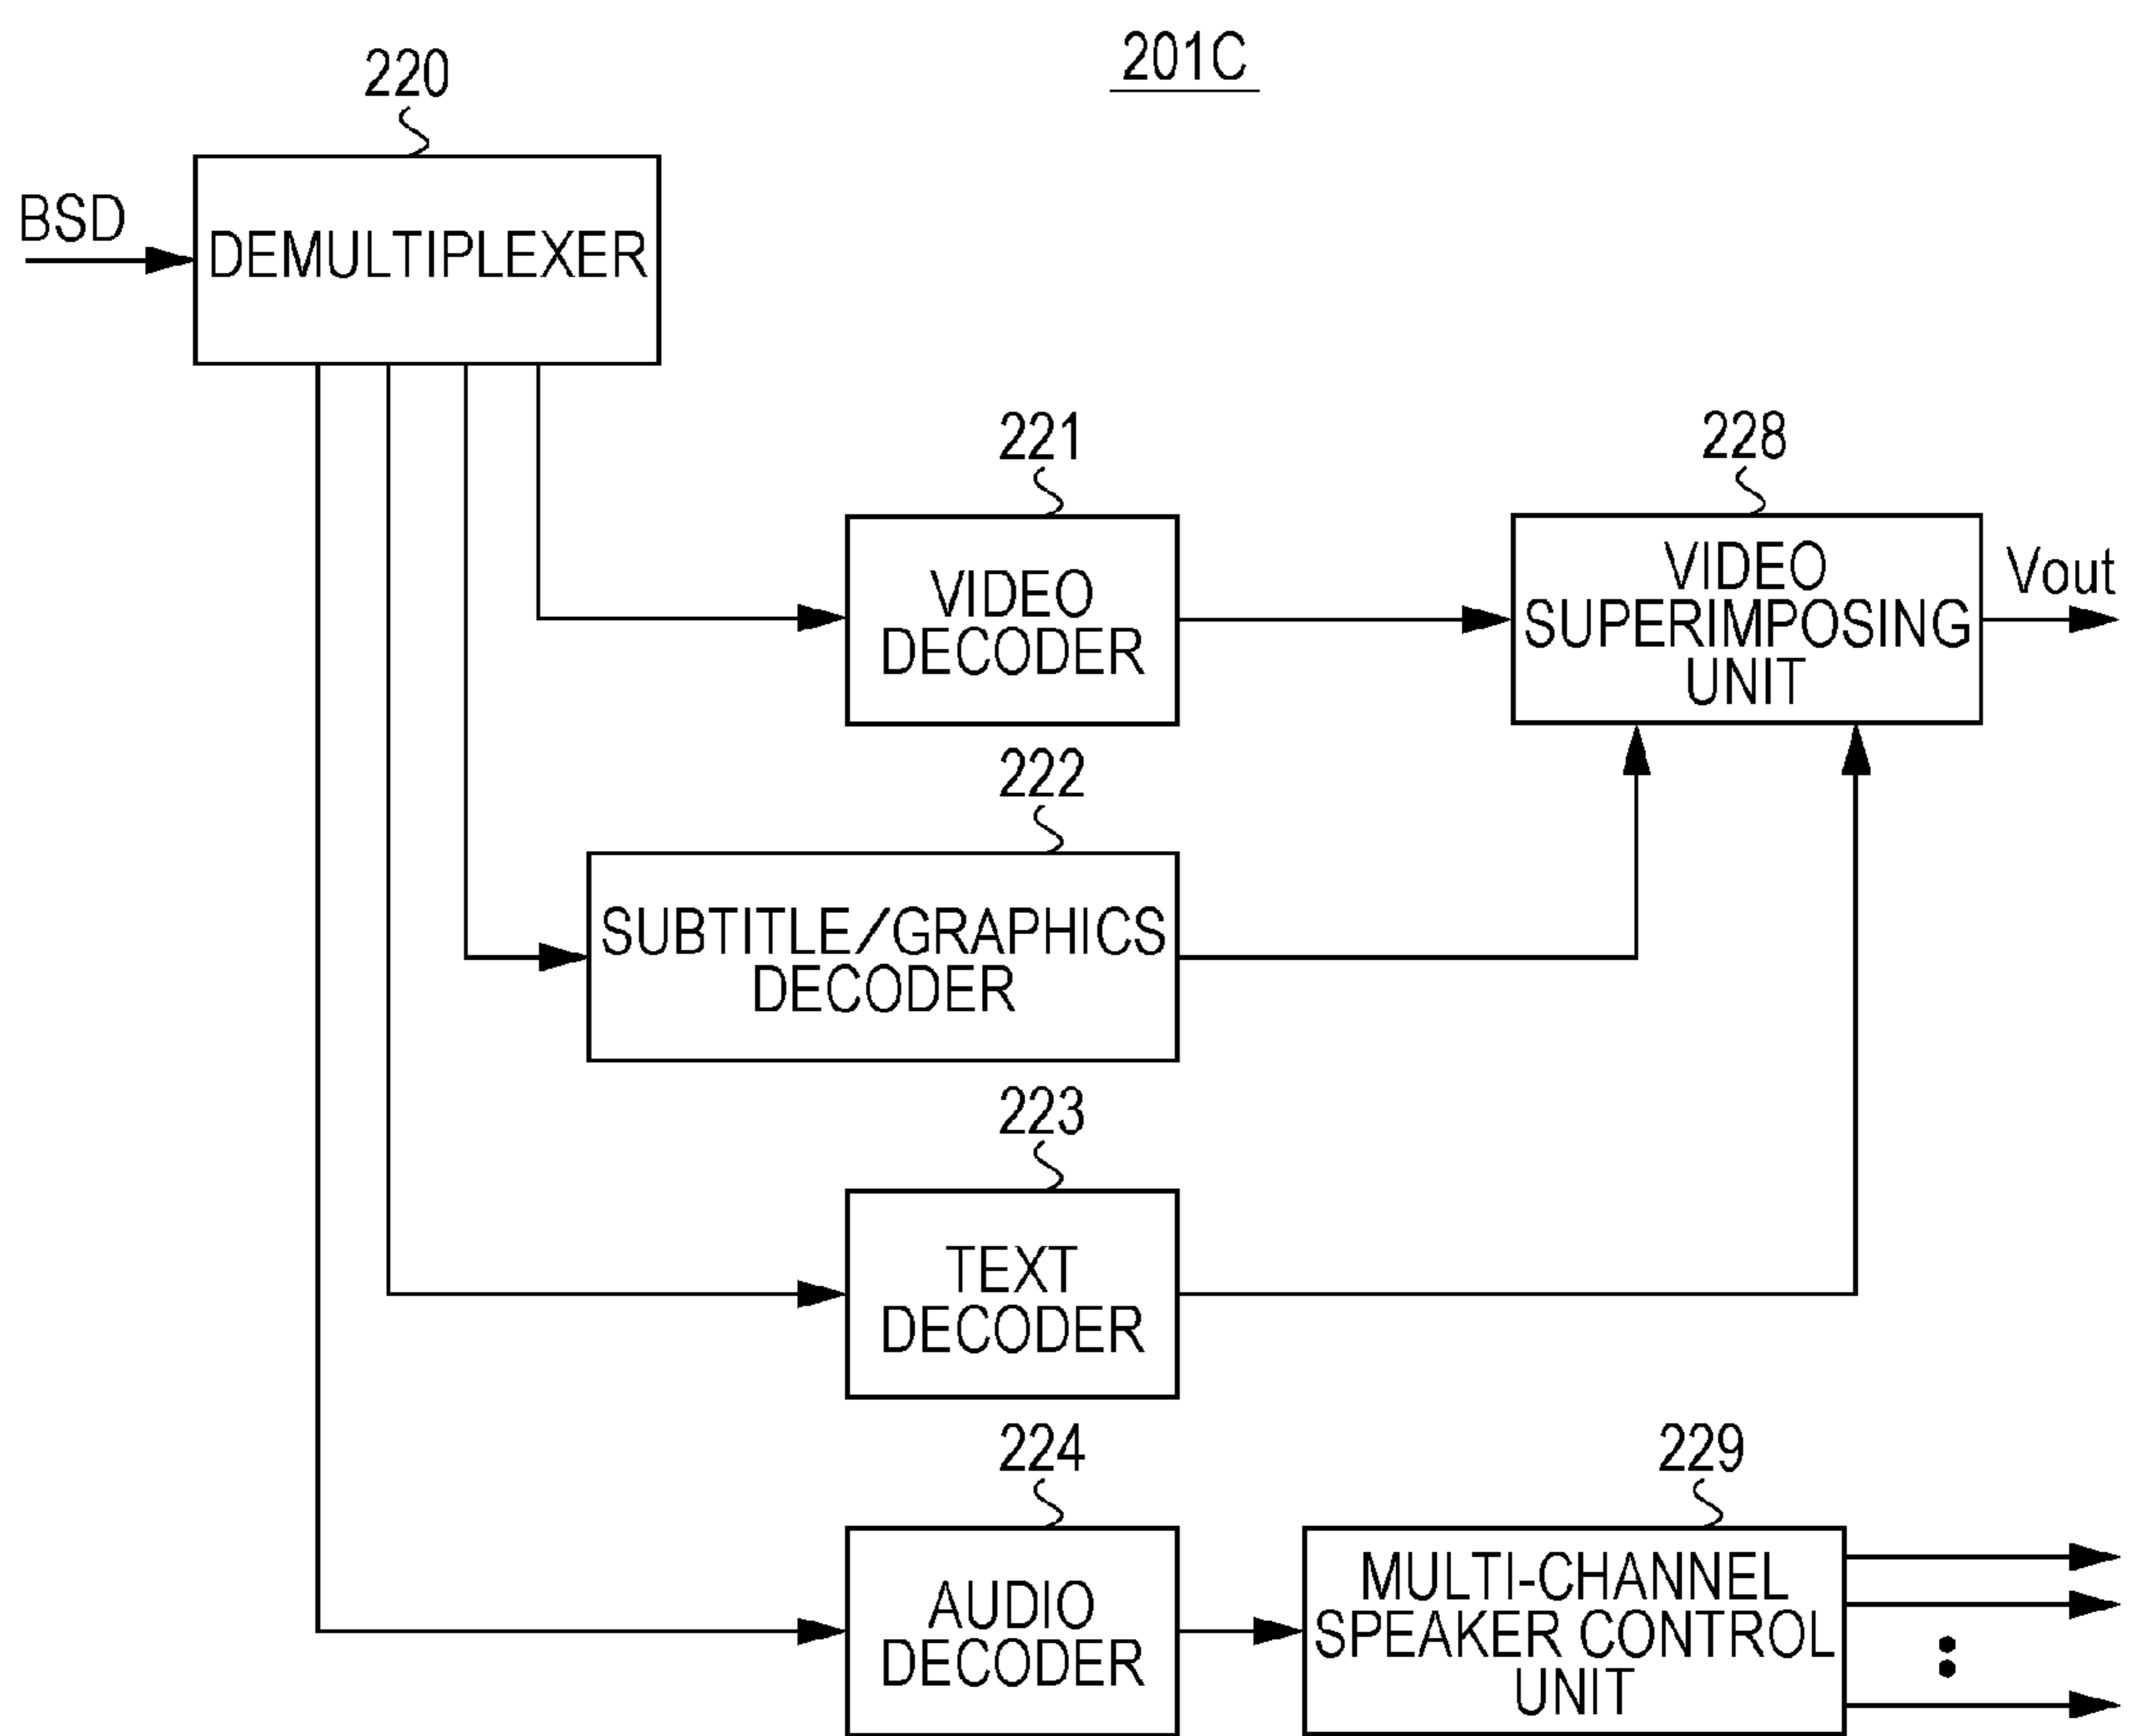 201C
220
BSD
DEMULTIPLEXER
221
VIDEO
DECODER
228
VIDEO
SUPERIMPOSING
UNIT
Vout
222
SUBTITLE/GRAPHICS
DECODER
223
TEXT
DECODER
224
AUDIO
DECODER
229
MULTI-CHANNEL
SPEAKER CONTROL
UNIT